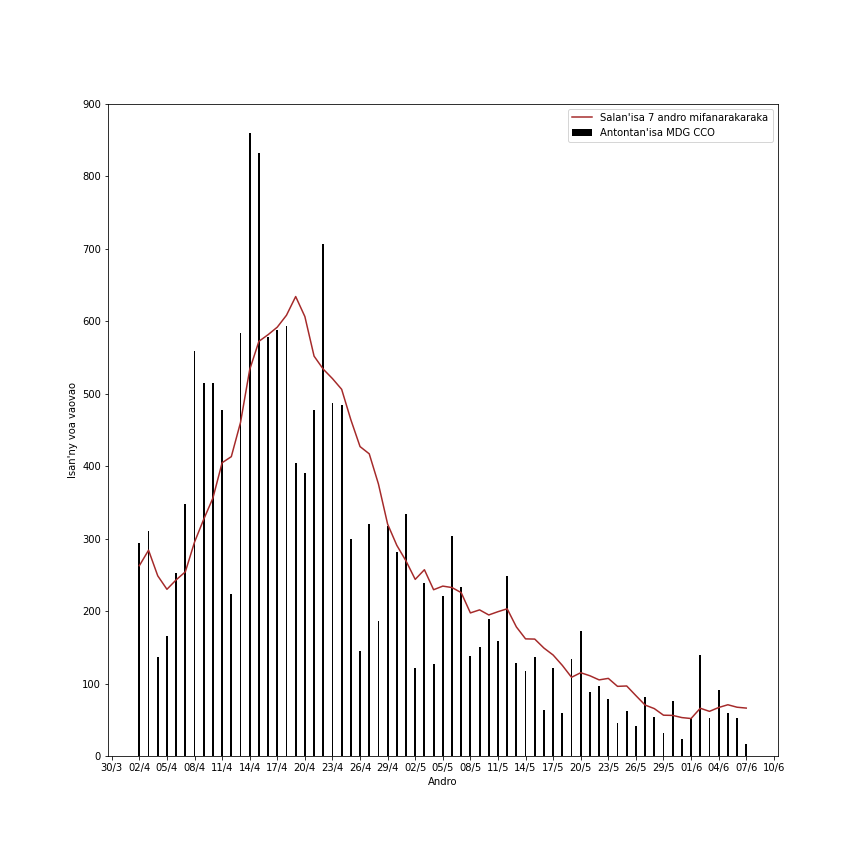 Salan'isa 7 andro mifanarakaraka
Antontan'isa MDG CCO
900
800
700
600
500
400
300
200
100
0
Isan'ny voa vaovao
30/3 02/4 05/4 08/4 11/4 14/4 17/4 20/4 23/4 26/4 29/4 02/5 05/5 08/5 11/5 14/5 17/5 20/5 23/5 26/5 29/5 01/6 04/6 07/6 10/6
Andro